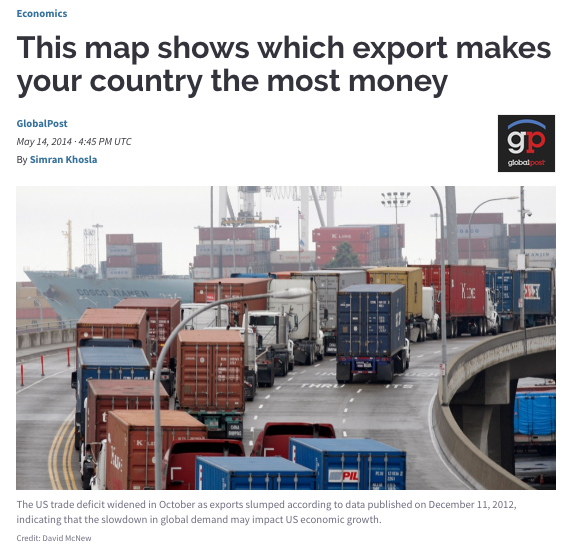 Economics
This map shows which export makes
your country the most money
GlobalPost
May 14, 2014 · 4:45 PM UTC
By Simran Khosla
gp
globalpost
COSCO XIAMEN
K LINE
PIL
The US trade deficit widened in October as exports slumped according to data published on December 11, 2012,
indicating that the slowdown in global demand may impact US economic growth.
Credit: David McNew